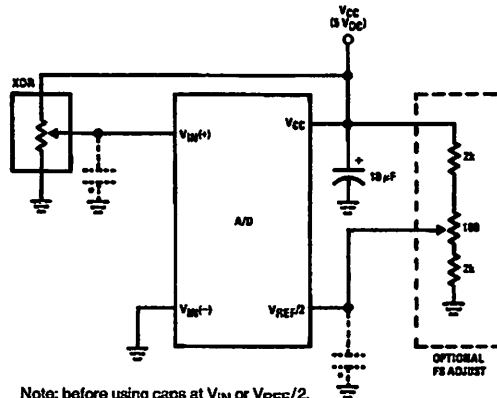 VCC
(5 VDC)
XDR
VIN(+)
VCC
2k
10 µF
A/D
100
2k
VIN(−)
VREF/2
*
*
OPTIONAL
FS ADJUST
Note: before using caps at VIN or VREF/2,